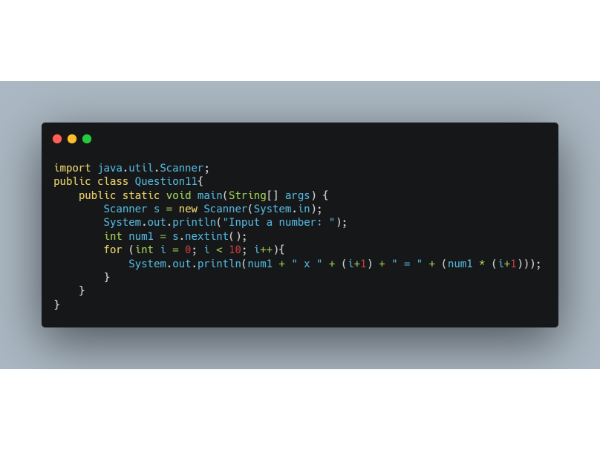 import java.util.Scanner;
public class Question11{
    public static void main(String[] args) {
        Scanner s = new Scanner(System.in);
        System.out.println("Input a number: ");
        int num1 = s.nextint();
        for (int i = 0; i < 10; i++){
            System.out.println(num1 + " x " + (i+1) + " = " + (num1 * (i+1)));
        }
    }
}